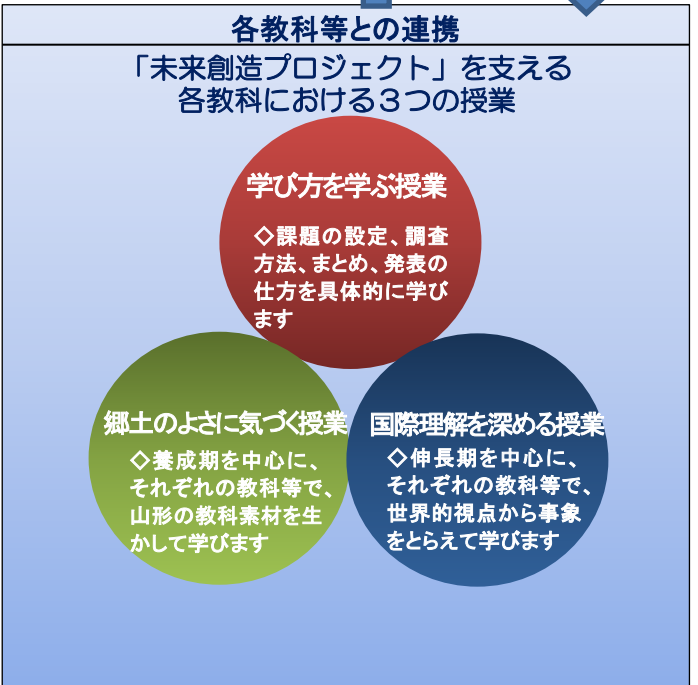 各教科等との連携
「未来創造プロジェクト」を支える
各教科における３つの授業
学び方を学ぶ授業
◇課題の設定、調査
方法、まとめ、発表の
仕方を具体的に学び
ます
郷土のよさに気づく授業
◇養成期を中心に、
それぞれの教科等で、
山形の教科素材を生
かして学びます
国際理解を深める授業
◇伸長期を中心に、
それぞれの教科等で、
世界的視点から事象
をとらえて学びます